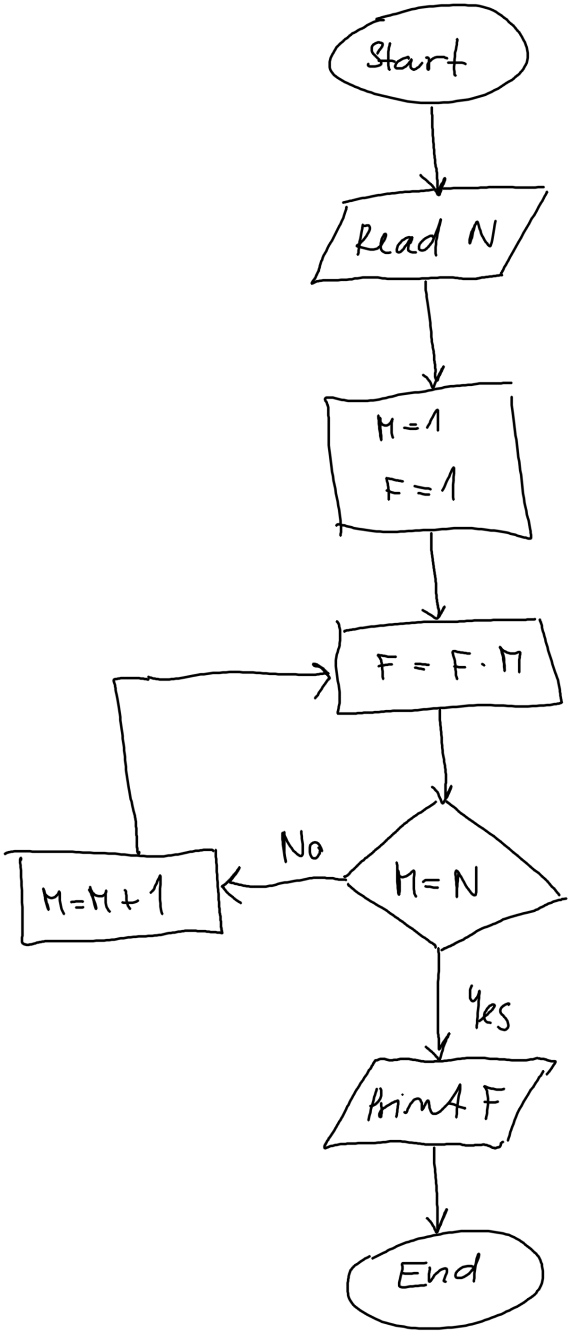 Start
Read N
M=1
F=1
F = F · M
M=N
No
M=M+1
Yes
Print F
End